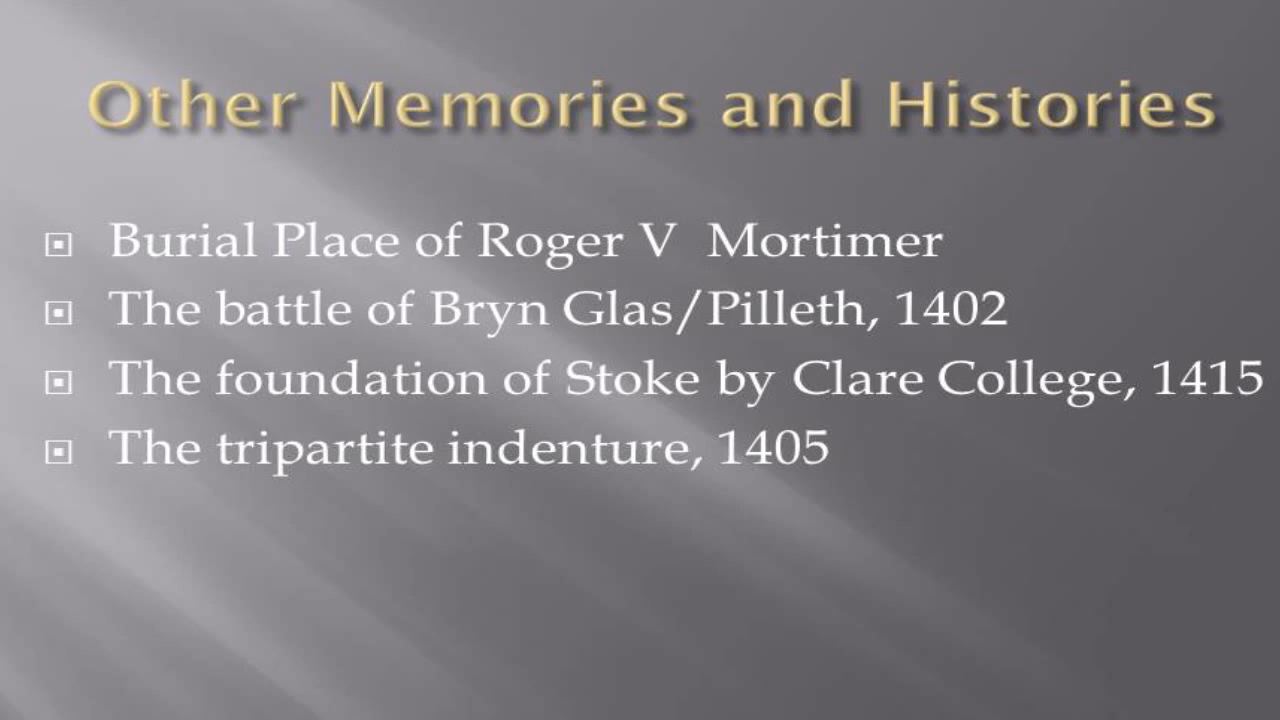 Other Memories and Histories
Burial Place of Roger V Mortimer
The battle of Bryn Glas/Pilleth, 1402
The foundation of Stoke by Clare College, 1415
The tripartite indenture, 1405